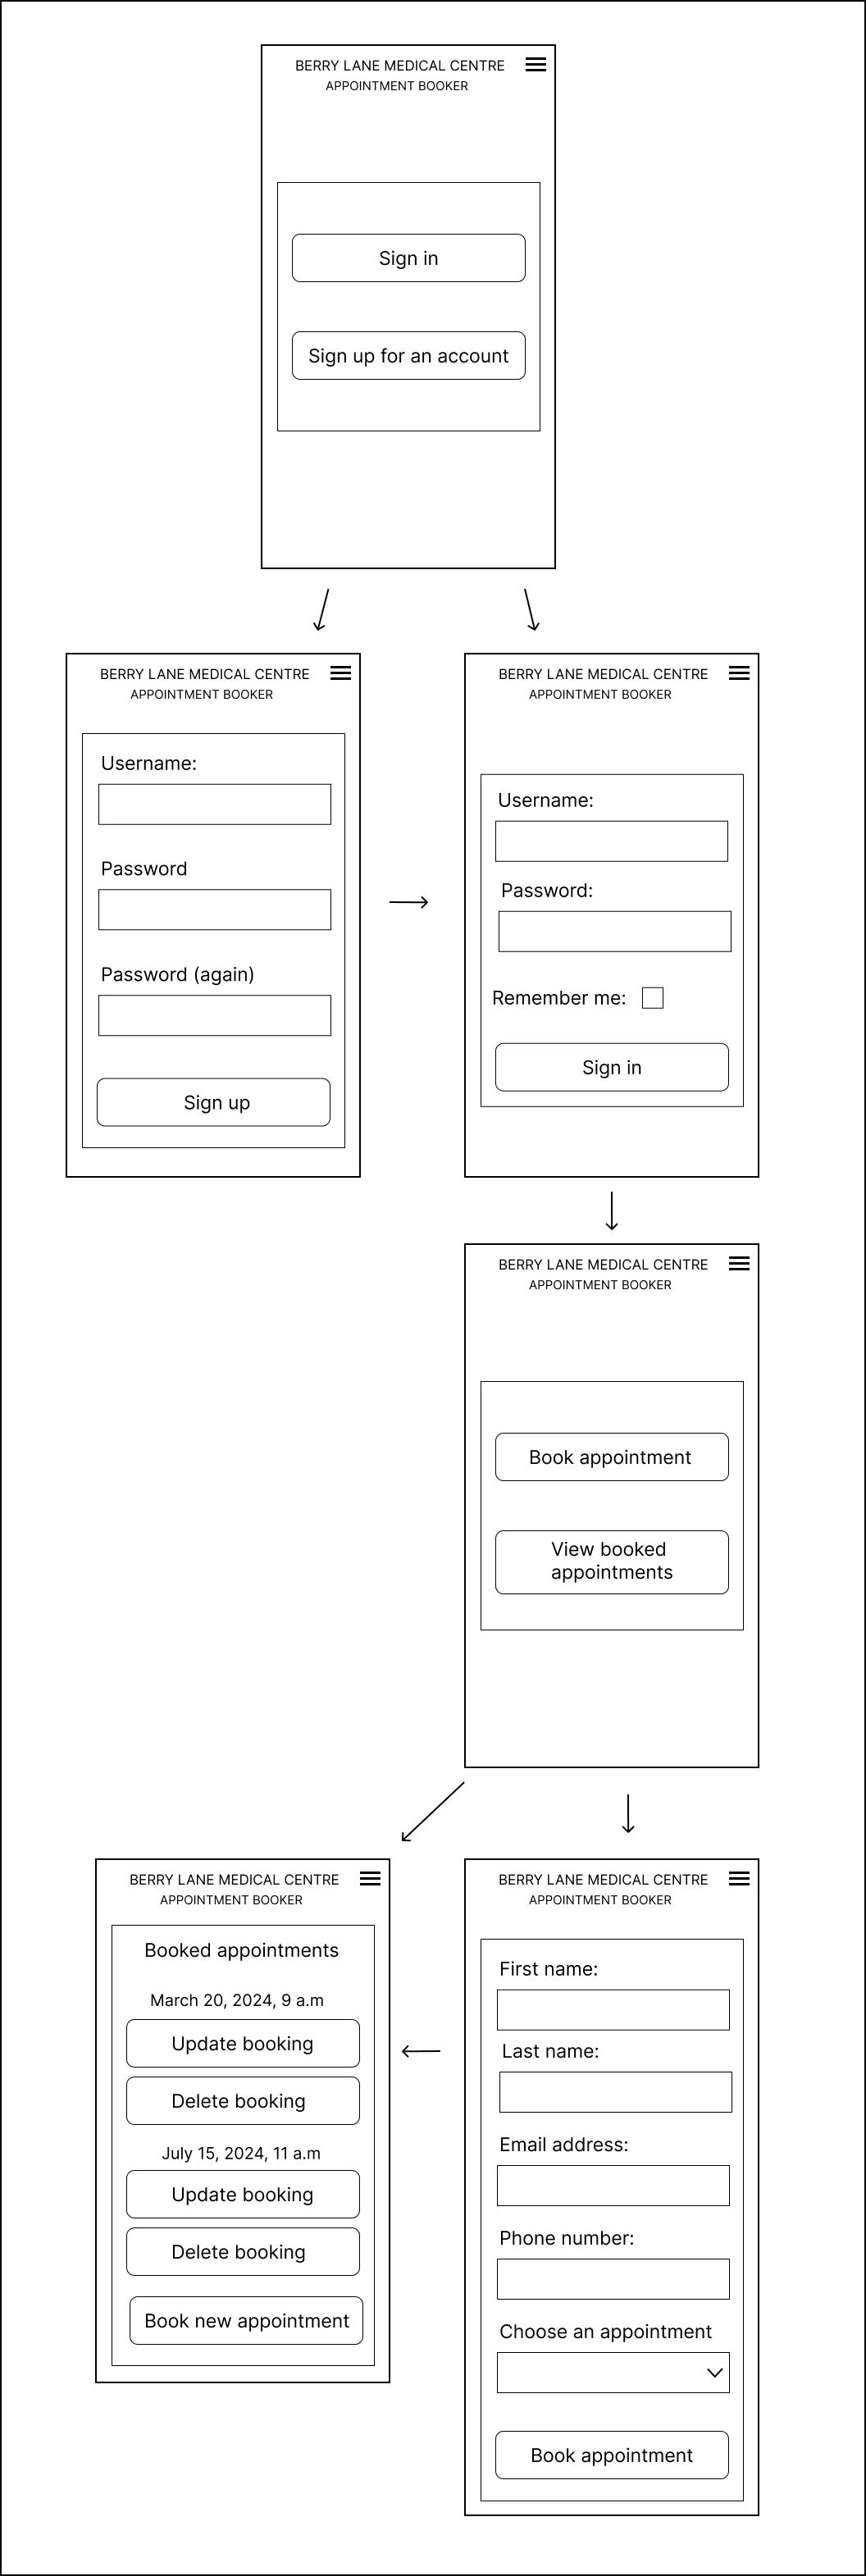 BERRY LANE MEDICAL CENTRE
APPOINTMENT BOOKER
Sign in
Sign up for an account
BERRY LANE MEDICAL CENTRE
APPOINTMENT BOOKER
Username:
Password
Password (again)
Sign up
BERRY LANE MEDICAL CENTRE
APPOINTMENT BOOKER
Username:
Password:
Remember me:
Sign in
BERRY LANE MEDICAL CENTRE
APPOINTMENT BOOKER
Book appointment
View booked
appointments
BERRY LANE MEDICAL CENTRE
APPOINTMENT BOOKER
Booked appointments
March 20, 2024, 9 a.m
Update booking
Delete booking
July 15, 2024, 11 a.m
Update booking
Delete booking
Book new appointment
BERRY LANE MEDICAL CENTRE
APPOINTMENT BOOKER
First name:
Last name:
Email address:
Phone number:
Choose an appointment
Book appointment